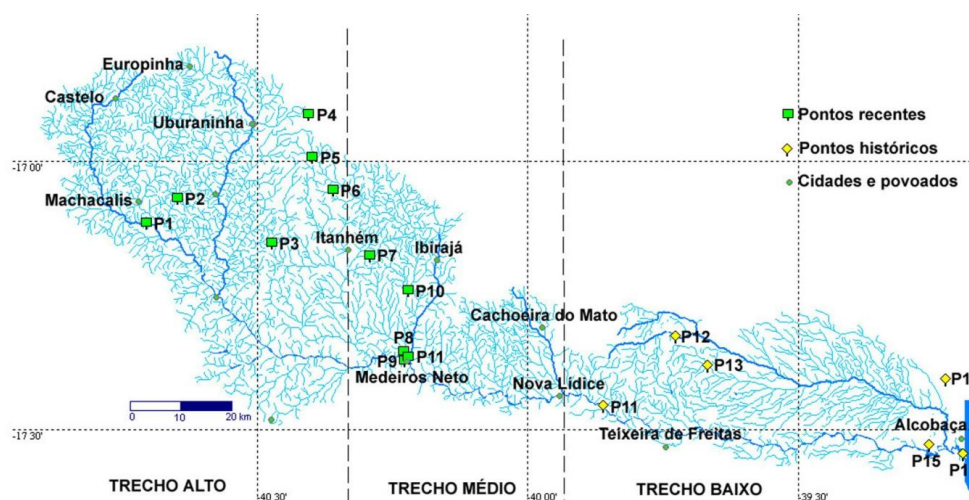 Europinha
Castelo
Uburaninha
P4
Pontos recentes
Pontos históricos
-17 00'
P5
Machacalis
P2
P6
Cidades e povoados
P1
P3
Itanhém
P7
Ibirajá
P10
Cachoeira do Mato
P12
P8
P9
P11
P13
Medeiros Neto
Nova Lídice
P1
0 10 20 km
P11
Alcobaça
-17 30'
Teixeira de Freitas
P15
P1
TRECHO ALTO
-40 30'
TRECHO MÉDIO
-40 00'
TRECHO BAIXO
-39 30'